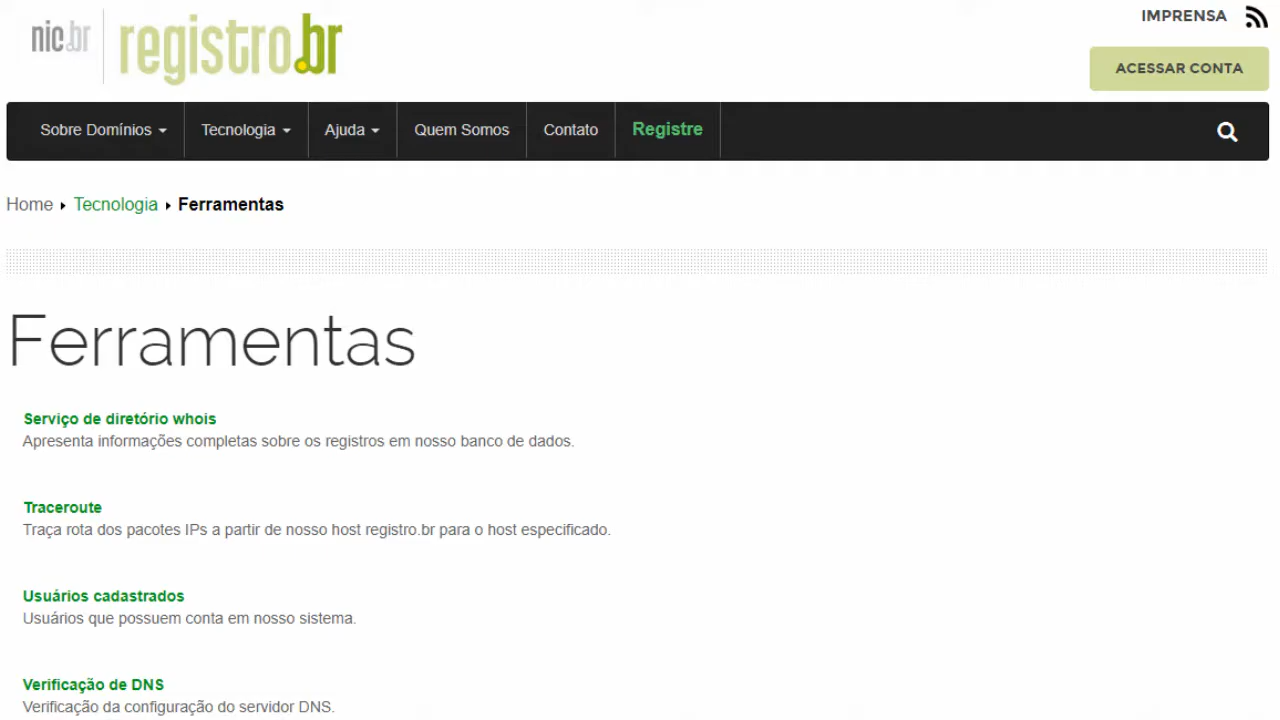 nic.br registro.br
IMPRENSA
ACESSAR CONTA
Sobre Domínios Tecnologia Ajuda Quem Somos Contato Registre
Home Tecnologia Ferramentas
Ferramentas
Serviço de diretório whois
Apresenta informações completas sobre os registros em nosso banco de dados.
Traceroute
Traça rota dos pacotes IPs a partir de nosso host registro.br para o host especificado.
Usuários cadastrados
Usuários que possuem conta em nosso sistema.
Verificação de DNS
Verificação da configuração do servidor DNS.